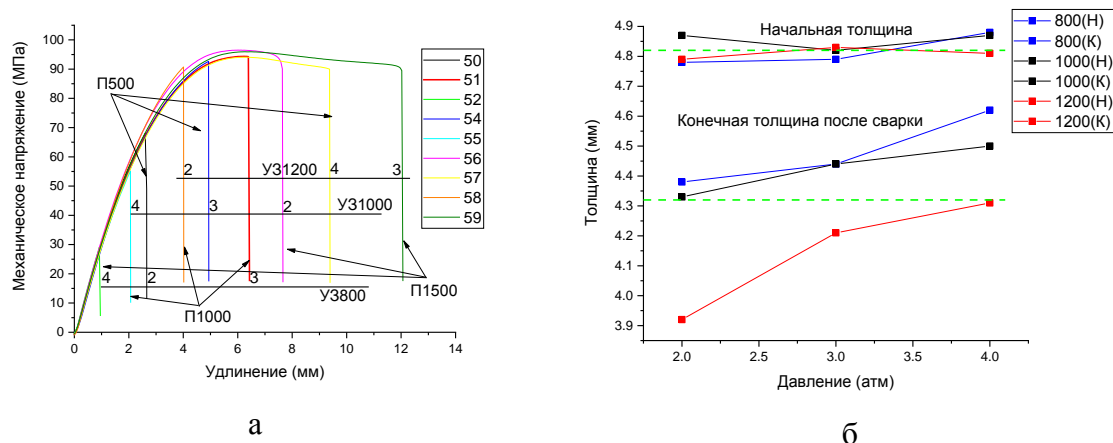 100
90
80
70
60
50
40
30
20
10
0
Механическое напряжение (МПа)
0 2 4 6 8 10 12 14
Удлинение (мм)
П500
2 УЗ1200 4 3
4 3 2 УЗ1000
4 2 3 УЗ800
П1000
П1500
50
51
52
54
55
56
57
58
59
а
4.9
4.8
4.7
4.6
4.5
4.4
4.3
4.2
4.1
4.0
3.9
Толщина (мм)
Начальная толщина
Конечная толщина после сварки
2.0 2.5 3.0 3.5 4.0
Давление (атм)
800(Н)
800(К)
1000(Н)
1000(К)
1200(Н)
1200(К)
б